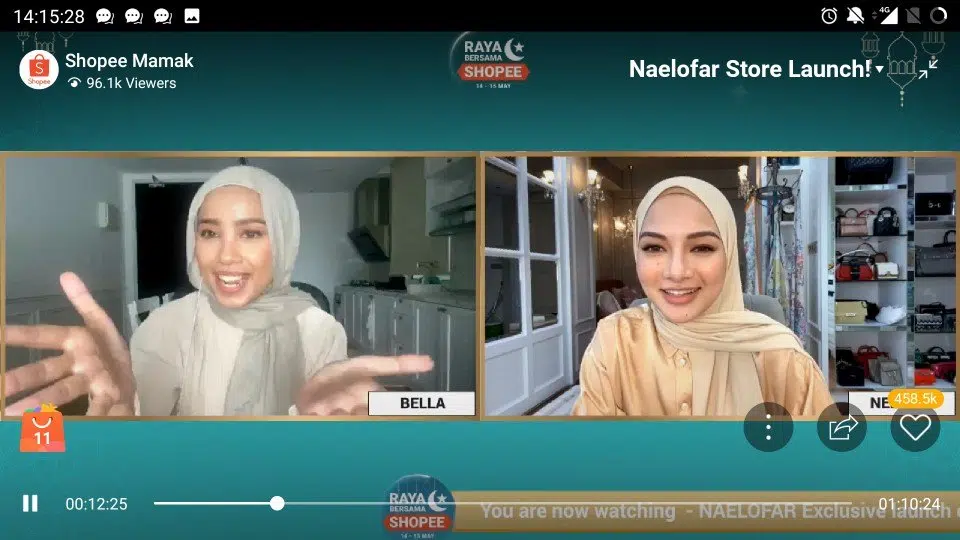 14:15:28
4G
Shopee Mamak
96.1k Viewers
RAYA
BERSAMA
SHOPEE
14 - 15 MAY
Naelofar Store Launch!
S
Shopee
BELLA
NE
458.5k
11
00:12:25
01:10:24
RAYA
BERSAMA
SHOPEE
14 - 15 MAY
You are now watching - NAELOFAR Exclusive launch